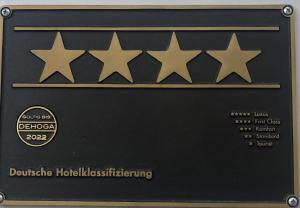 GÜLTIG BIS
DEHOGA
2022
★★★★★ Luxus
★★★★ First Class
★★★ Komfort
★★ Standard
★ Tourist
Deutsche Hotelklassifizierung